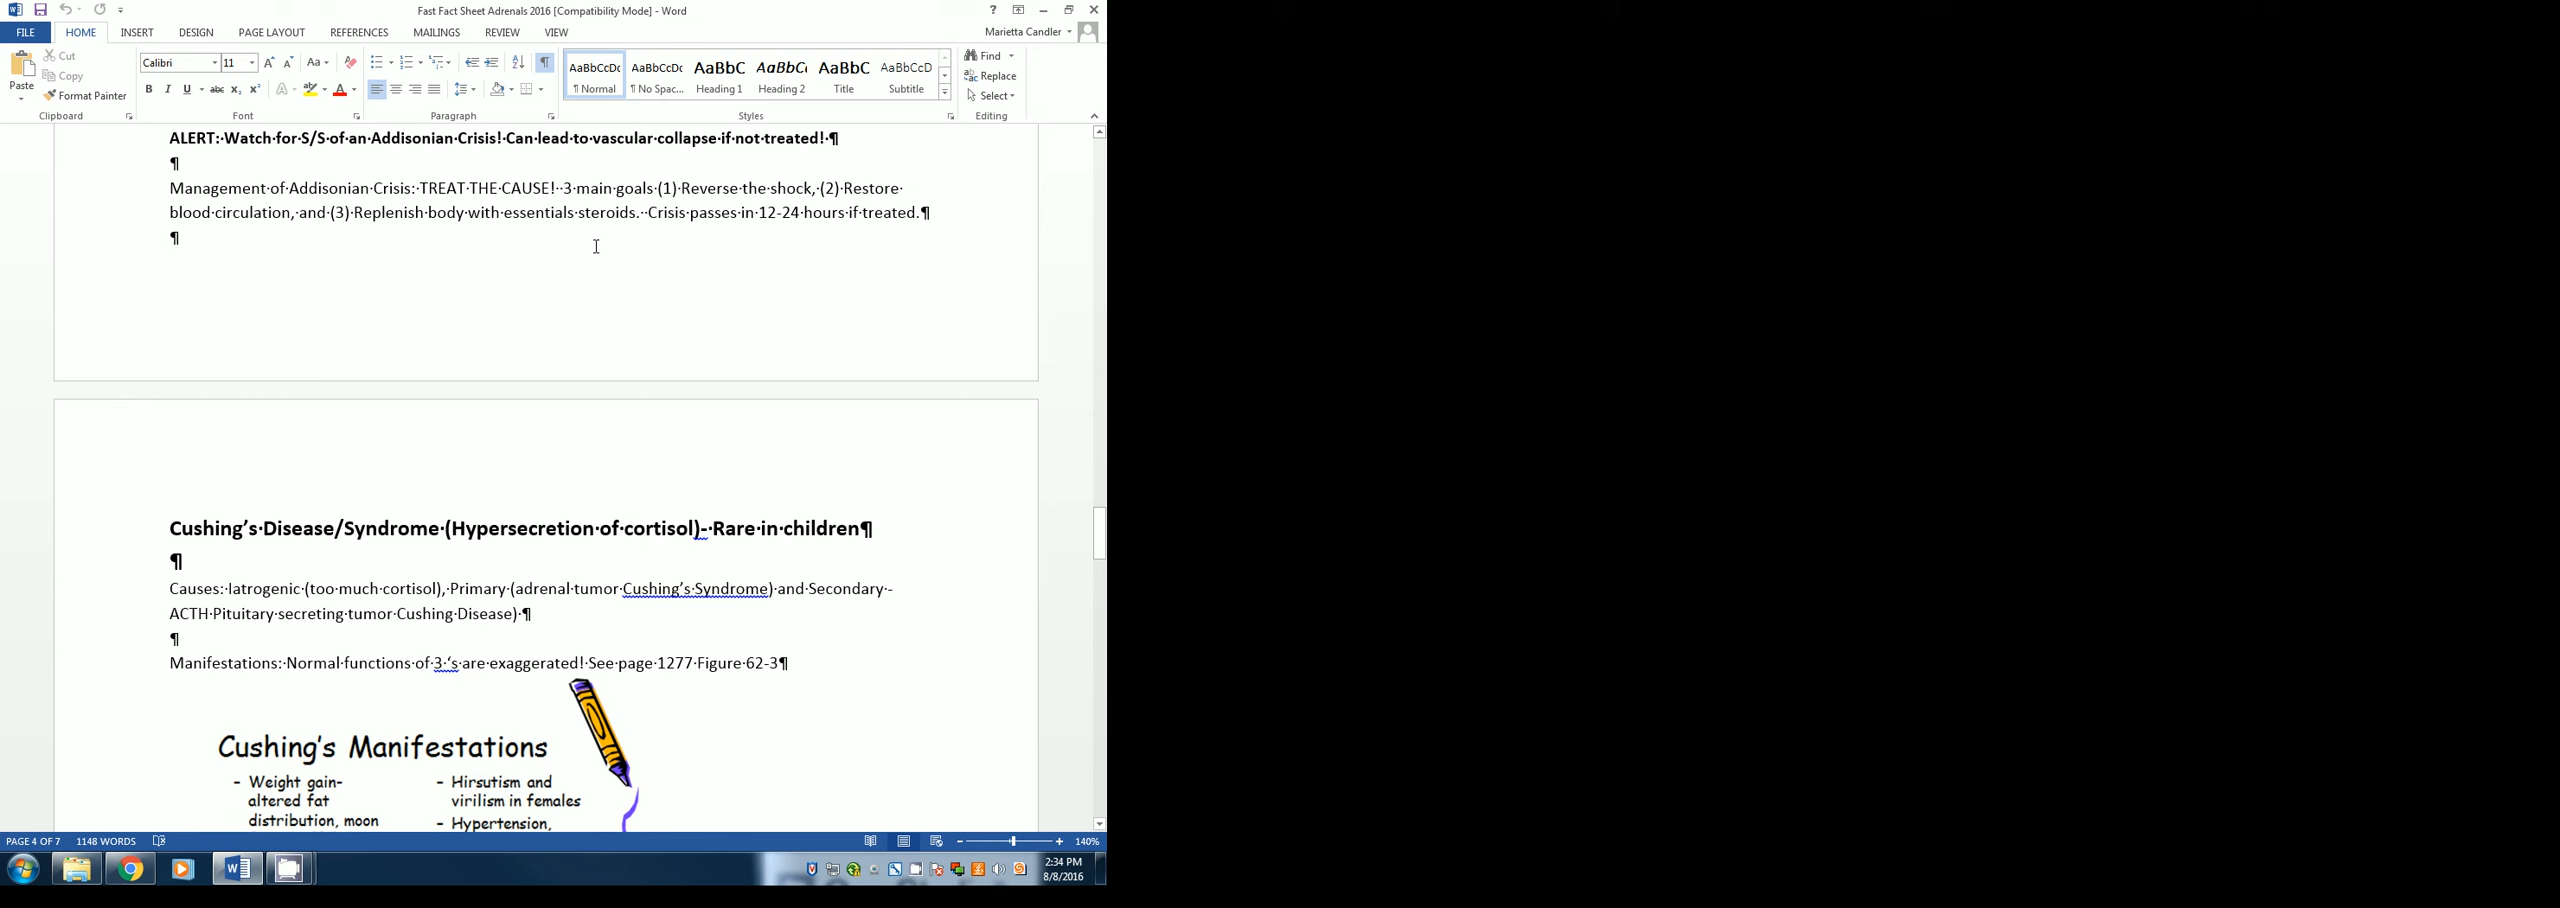 Fast Fact Sheet Adrenals 2016 [Compatibility Mode] - Word
FILE HOME INSERT DESIGN PAGE LAYOUT REFERENCES MAILINGS REVIEW VIEW
Marietta Candler
Paste
Cut
Copy
Format Painter
Clipboard
Calibri 11
Font
Paragraph
AaBbCcDc AaBbCcDc AaBbC AaBbCc AaBbC AaBbCcD
¶ Normal ¶ No Spac... Heading 1 Heading 2 Title Subtitle
Styles
Find
Replace
Select
Editing
ALERT: Watch for S/S of an Addisonian Crisis! Can lead to vascular collapse if not treated! ¶
¶
Management of Addisonian Crisis: TREAT THE CAUSE! 3 main goals (1) Reverse the shock, (2) Restore
blood circulation, and (3) Replenish body with essentials steroids. Crisis passes in 12-24 hours if treated.¶
¶
Cushing’s Disease/Syndrome (Hypersecretion of cortisol)- Rare in children¶
¶
Causes: Iatrogenic (too much cortisol), Primary (adrenal tumor Cushing’s Syndrome) and Secondary -
ACTH Pituitary secreting tumor Cushing Disease) ¶
¶
Manifestations: Normal functions of 3 ‘s are exaggerated! See page 1277 Figure 62-3¶
Cushing's Manifestations
- Weight gain-
altered fat
distribution, moon
- Hirsutism and
virilism in females
- Hypertension,
PAGE 4 OF 7 1148 WORDS
140%
2:34 PM
8/8/2016